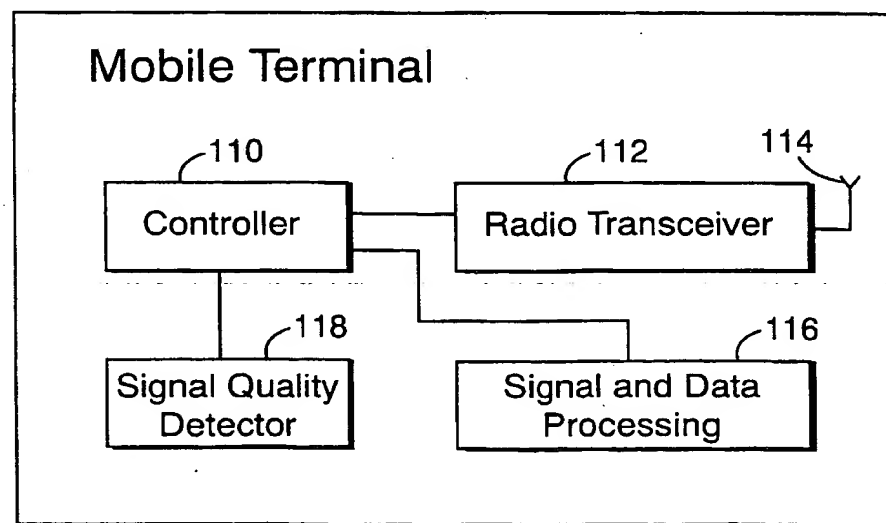 Mobile Terminal
110
112
114
Controller
Radio Transceiver
118
116
Signal Quality
Detector
Signal and Data
Processing